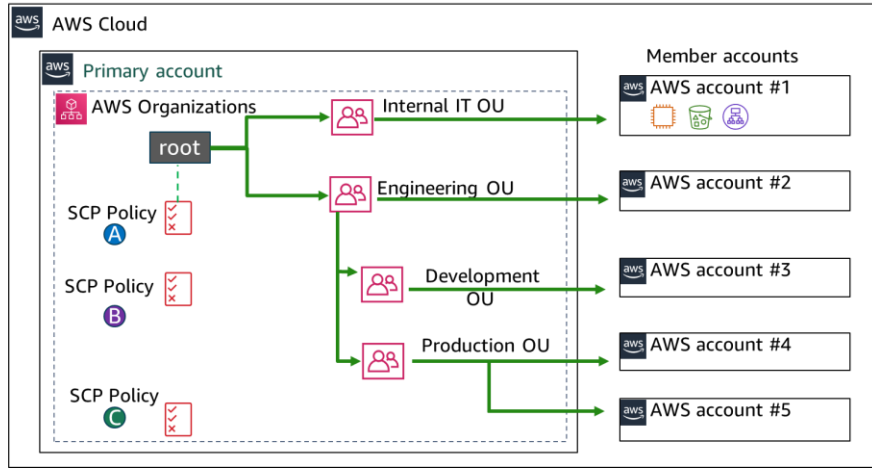 aws
AWS Cloud
aws
Primary account
AWS Organizations
root
SCP Policy
A
SCP Policy
B
SCP Policy
C
Internal IT OU
Engineering OU
Development
OU
Production OU
Member accounts
aws
AWS account #1
aws
AWS account #2
aws
AWS account #3
aws
AWS account #4
aws
AWS account #5